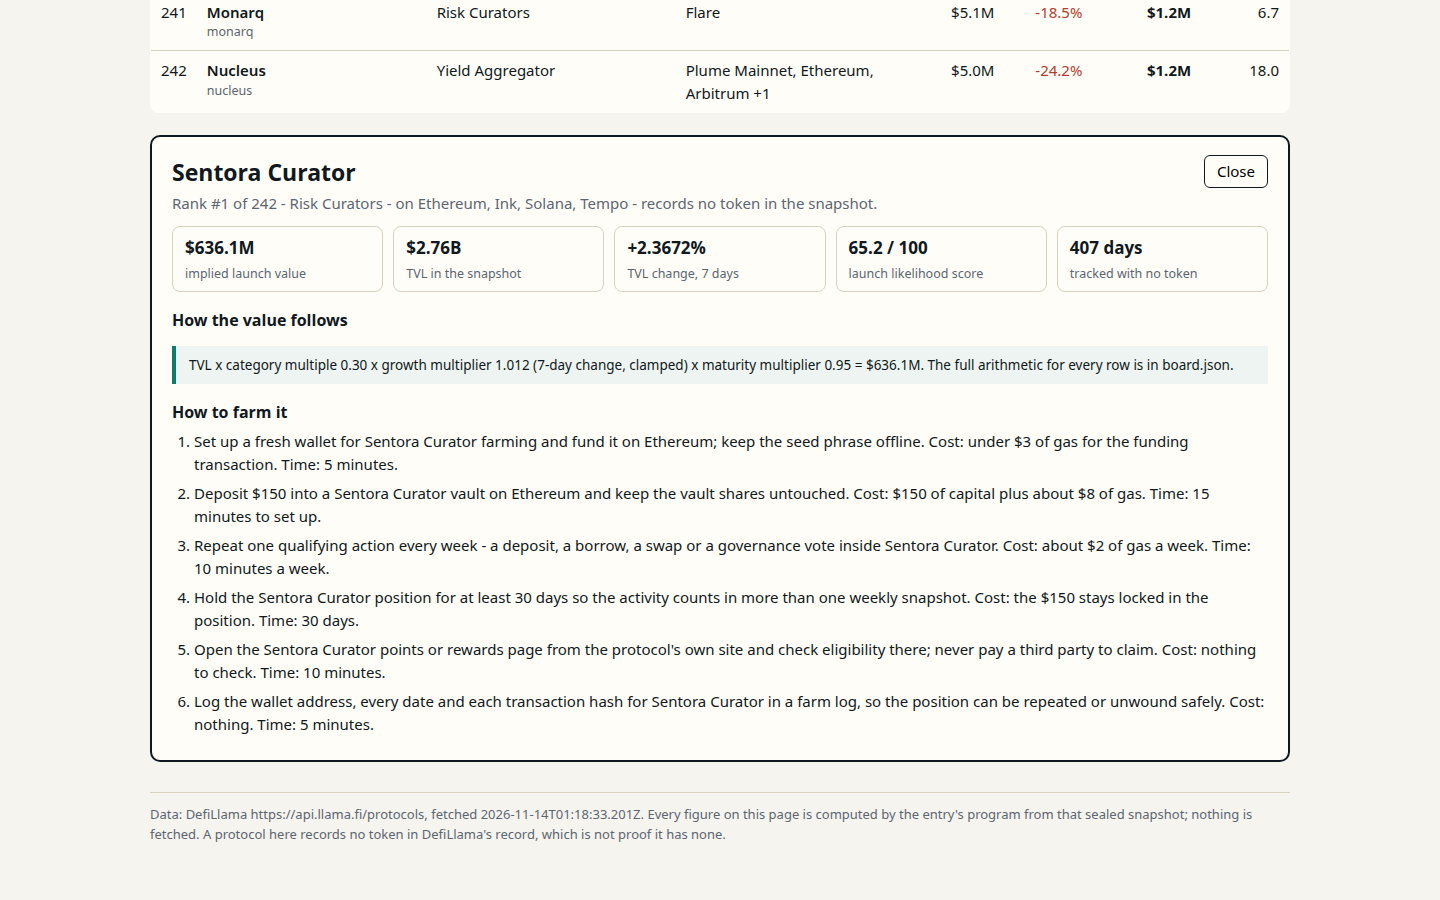 241 Monarq Risk Curators Flare $5.1M -18.5% $1.2M 6.7
monarq
242 Nucleus Yield Aggregator Plume Mainnet, Ethereum, $5.0M -24.2% $1.2M 18.0
nucleus Arbitrum +1
Sentora Curator Close
Rank #1 of 242 - Risk Curators - on Ethereum, Ink, Solana, Tempo - records no token in the snapshot.
$636.1M $2.76B +2.3672% 65.2 / 100 407 days
implied launch value TVL in the snapshot TVL change, 7 days launch likelihood score tracked with no token
How the value follows
TVL x category multiple 0.30 x growth multiplier 1.012 (7-day change, clamped) x maturity multiplier 0.95 = $636.1M. The full arithmetic for every row is in board.json.
How to farm it
1. Set up a fresh wallet for Sentora Curator farming and fund it on Ethereum; keep the seed phrase offline. Cost: under $3 of gas for the funding
transaction. Time: 5 minutes.
2. Deposit $150 into a Sentora Curator vault on Ethereum and keep the vault shares untouched. Cost: $150 of capital plus about $8 of gas. Time: 15
minutes to set up.
3. Repeat one qualifying action every week - a deposit, a borrow, a swap or a governance vote inside Sentora Curator. Cost: about $2 of gas a week. Time:
10 minutes a week.
4. Hold the Sentora Curator position for at least 30 days so the activity counts in more than one weekly snapshot. Cost: the $150 stays locked in the
position. Time: 30 days.
5. Open the Sentora Curator points or rewards page from the protocol's own site and check eligibility there; never pay a third party to claim. Cost: nothing
to check. Time: 10 minutes.
6. Log the wallet address, every date and each transaction hash for Sentora Curator in a farm log, so the position can be repeated or unwound safely. Cost:
nothing. Time: 5 minutes.
Data: DefiLlama https://api.llama.fi/protocols, fetched 2026-11-14T01:18:33.201Z. Every figure on this page is computed by the entry's program from that sealed snapshot; nothing is
fetched. A protocol here records no token in DefiLlama's record, which is not proof it has none.